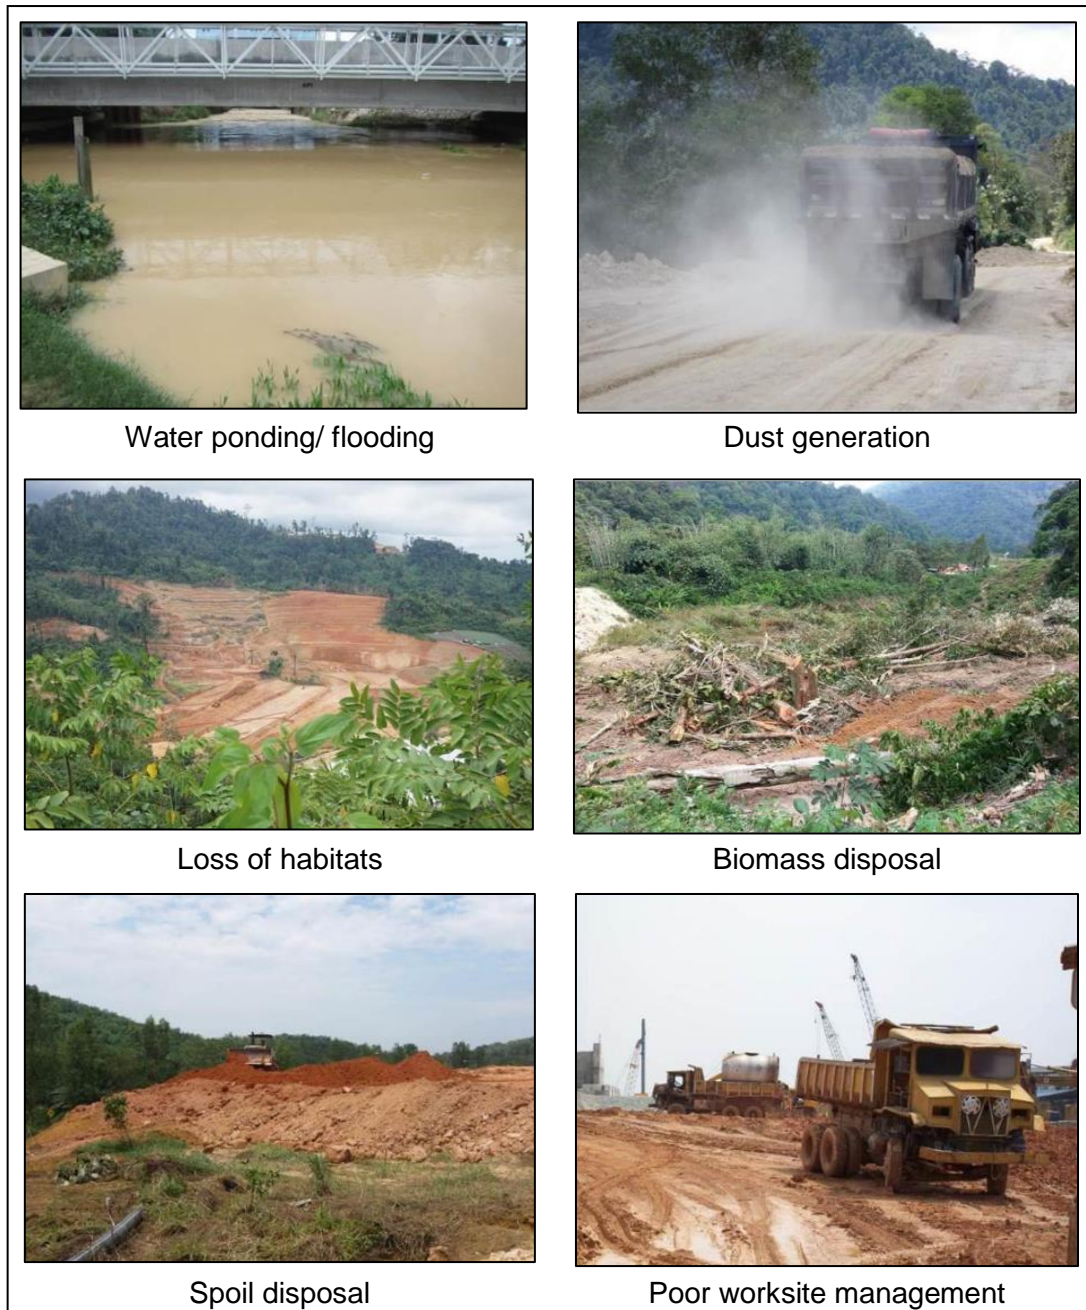 Water ponding/ flooding
Dust generation
Loss of habitats
Biomass disposal
Spoil disposal
Poor worksite management